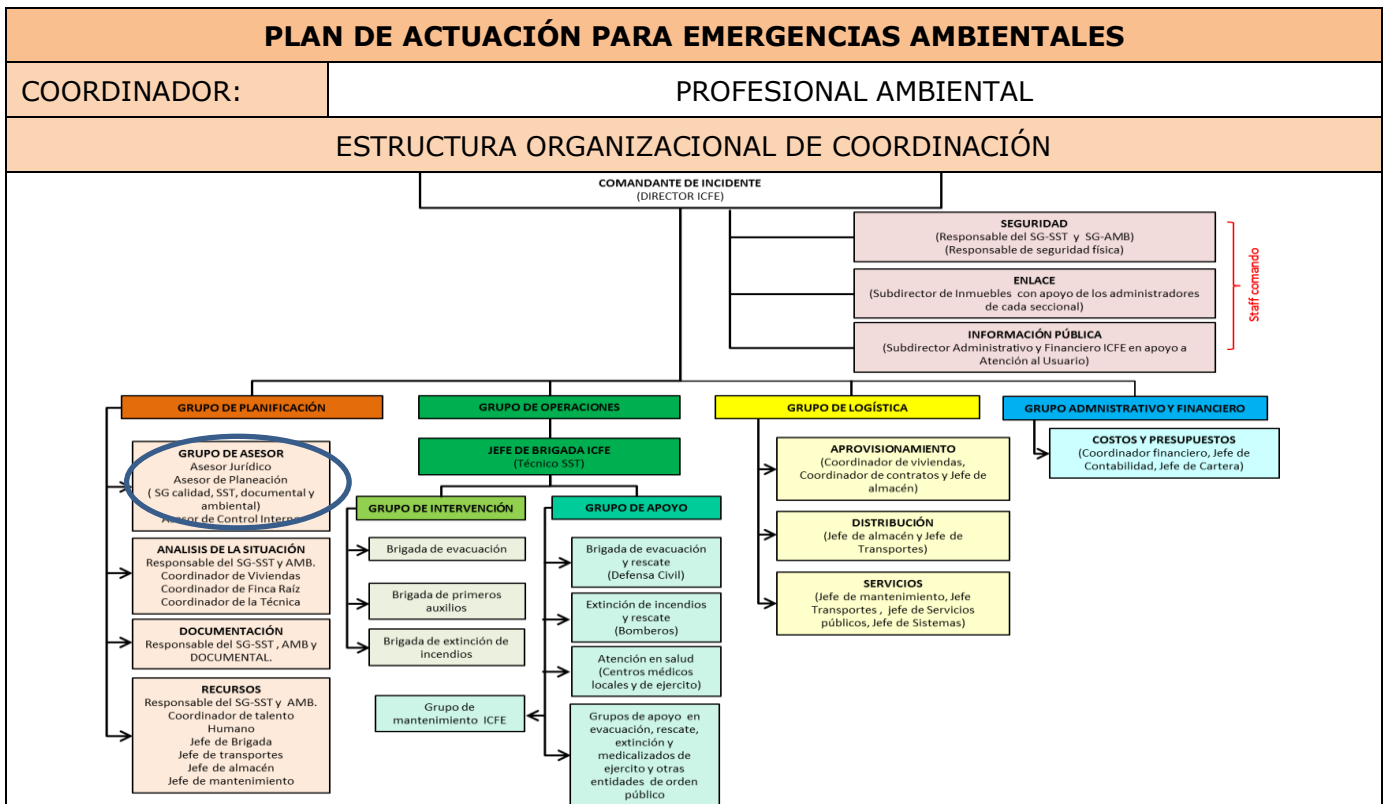 PLAN DE ACTUACIÓN PARA EMERGENCIAS AMBIENTALES
COORDINADOR:
PROFESIONAL AMBIENTAL
ESTRUCTURA ORGANIZACIONAL DE COORDINACIÓN
COMANDANTE DE INCIDENTE
(DIRECTOR ICFE)
SEGURIDAD
(Responsable del SG-SST y SG-AMB)
(Responsable de seguridad física)
ENLACE
(Subdirector de Inmuebles con apoyo de los administradores
de cada seccional)
INFORMACIÓN PÚBLICA
(Subdirector Administrativo y Financiero ICFE en apoyo a
Atención al Usuario)
Staff comando
GRUPO DE PLANIFICACIÓN
GRUPO DE ASESOR
Asesor Jurídico
Asesor de Planeación
( SG calidad, SST, documental y
ambiental)
Asesor de Control Interno
ANALISIS DE LA SITUACIÓN
Responsable del SG-SST y AMB.
Coordinador de Viviendas
Coordinador de Finca Raíz
Coordinador de la Técnica
DOCUMENTACIÓN
Responsable del SG-SST , AMB y
DOCUMENTAL.
RECURSOS
Responsable del SG-SST y AMB.
Coordinador de talento
Humano
Jefe de Brigada
Jefe de transportes
Jefe de almacén
Jefe de mantenimiento
GRUPO DE OPERACIONES
JEFE DE BRIGADA ICFE
(Técnico SST)
GRUPO DE INTERVENCIÓN
Brigada de evacuación
Brigada de primeros
auxilios
Brigada de extinción de
incendios
GRUPO DE APOYO
Brigada de evacuación
y rescate
(Defensa Civil)
Extinción de incendios
y rescate
(Bomberos)
Atención en salud
(Centros médicos
locales y de ejercito)
Grupo de
mantenimiento ICFE
Grupos de apoyo en
evacuación, rescate,
extinción y
medicalizados de
ejercito y otras
entidades de orden
público
GRUPO DE LOGÍSTICA
APROVISIONAMIENTO
(Coordinador de viviendas,
Coordinador de contratos y Jefe de
almacén)
DISTRIBUCIÓN
(Jefe de almacén y Jefe de
Transportes)
SERVICIOS
(Jefe de mantenimiento, Jefe
Transportes , jefe de Servicios
públicos, Jefe de Sistemas)
GRUPO ADMNISTRATIVO Y FINANCIERO
COSTOS Y PRESUPUESTOS
(Coordinador financiero, Jefe de
Contabilidad, Jefe de Cartera)